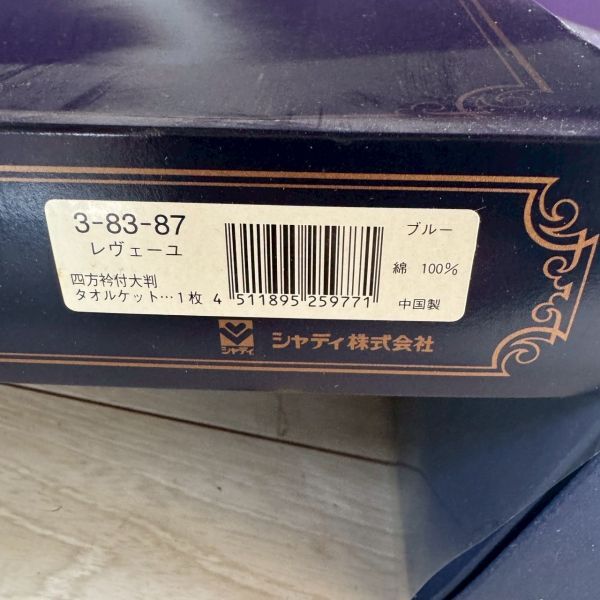 3-83-87
レヴェーユ
四方衿付大判
タオルケット…1枚
4 511895 259771
ブルー
綿 100%
中国製
シャディ
シャディ株式会社